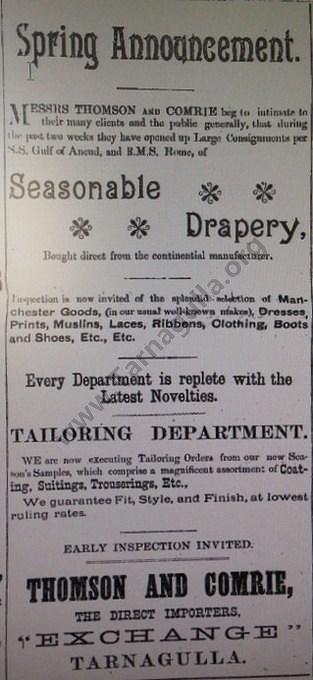 Spring Announcement.
MESSRS THOMSON AND COMRIE beg to intimate to
their many clients and the public generally, that during
the past two weeks they have opened up Large Consignments per
S.S. Gulf of Ancud, and R.M.S. Rome, of
Seasonable
Drapery,
Bought direct from the continental manufacturer.
Inspection is now invited of the splendid selection of Man-
chester Goods, (in our usual well-known makes), Dresses,
Prints, Muslins, Laces, Ribbons, Clothing, Boots
and Shoes, Etc., Etc.
Every Department is replete with the
Latest Novelties.
TAILORING DEPARTMENT.
WE are now executing Tailoring Orders from our new Sea-
son's Samples, which comprise a magnificent assortment of Coat-
ing, Suitings, Trouserings, Etc.,
We guarantee Fit, Style, and Finish, at lowest
ruling rates.
EARLY INSPECTION INVITED.
THOMSON AND COMRIE,
THE DIRECT IMPORTERS,
"EXCHANGE"
TARNAGULLA.
www.Tarnagulla.org